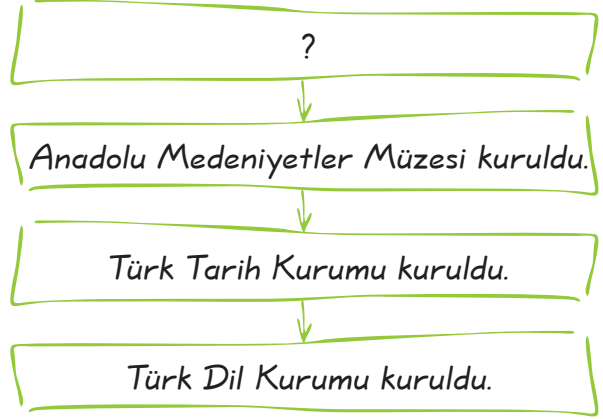 ?
Anadolu Medeniyetler Müzesi kuruldu.
Türk Tarih Kurumu kuruldu.
Türk Dil Kurumu kuruldu.